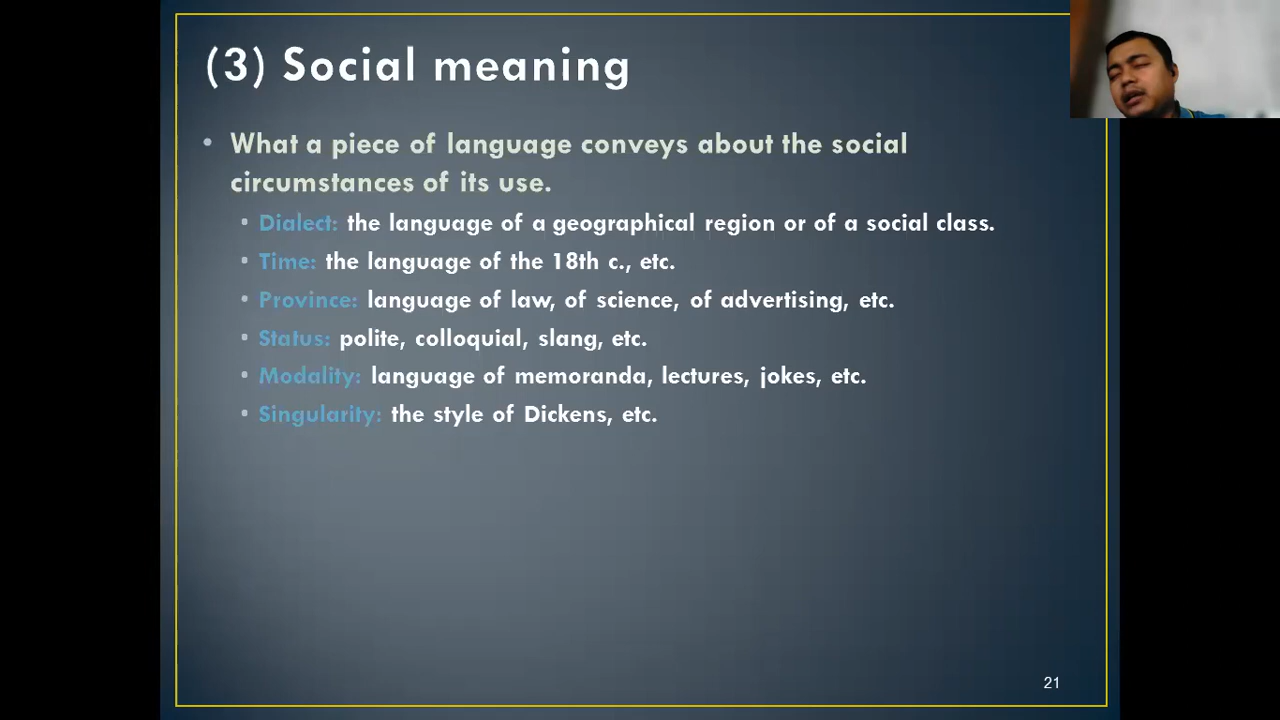 (3) Social meaning
• What a piece of language conveys about the social
circumstances of its use.
• Dialect: the language of a geographical region or of a social class.
• Time: the language of the 18th c., etc.
• Province: language of law, of science, of advertising, etc.
• Status: polite, colloquial, slang, etc.
• Modality: language of memoranda, lectures, jokes, etc.
• Singularity: the style of Dickens, etc.
21